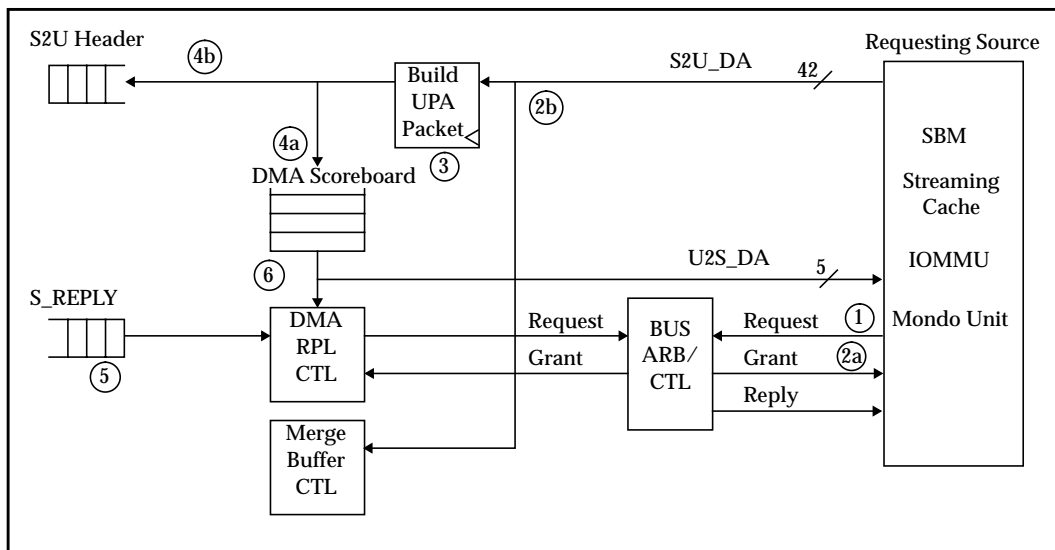 S2U Header
4b
Build
UPA
Packet
3
S2U_DA
42
2b
Requesting Source
SBM
Streaming
Cache
IOMMU
Mondo Unit
4a
DMA Scoreboard
6
U2S_DA
5
S_REPLY
5
DMA
RPL
CTL
Request
Grant
BUS
ARB/
CTL
Request
1
Grant
2a
Reply
Merge
Buffer
CTL